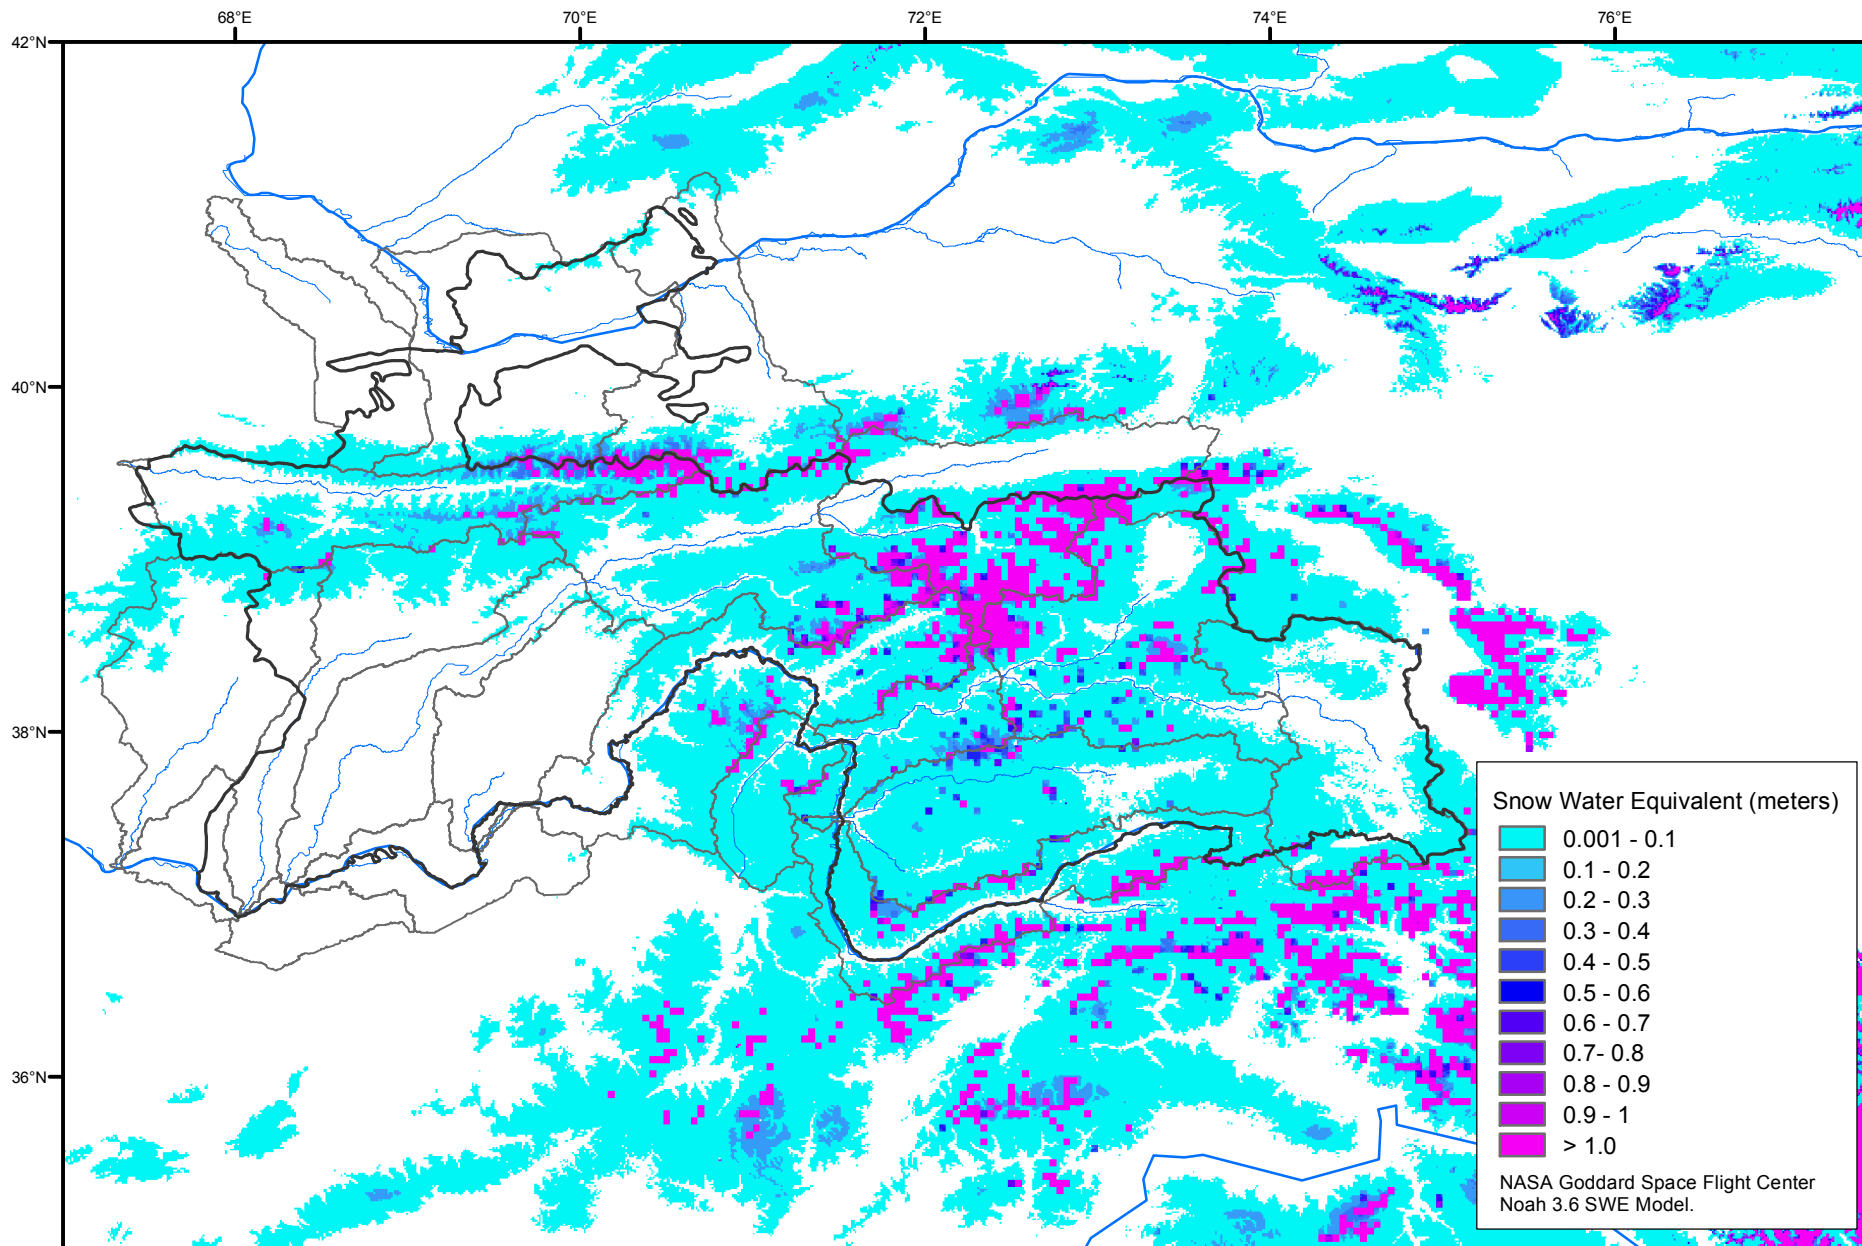 68°E
70°E
72°E
74°E
76°E
42°N
40°N
38°N
36°N
Snow Water Equivalent (meters)
0.001 - 0.1
0.1 - 0.2
0.2 - 0.3
0.3 - 0.4
0.4 - 0.5
0.5 - 0.6
0.6 - 0.7
0.7- 0.8
0.8 - 0.9
0.9 - 1
> 1.0
NASA Goddard Space Flight Center
Noah 3.6 SWE Model.